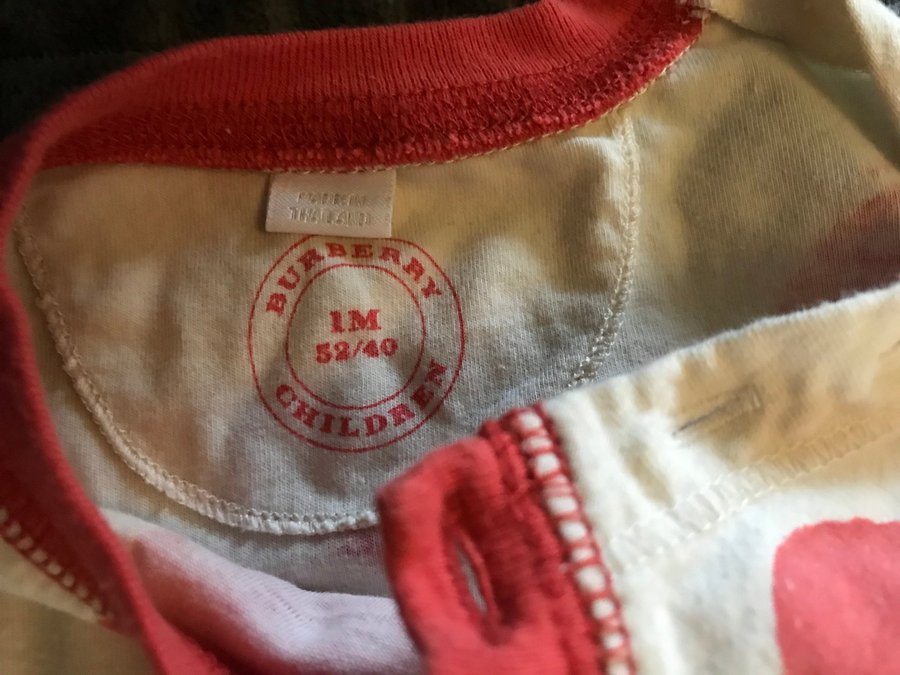 MADE IN
THAILAND
BURBERRY
1M
52/40
CHILDREN